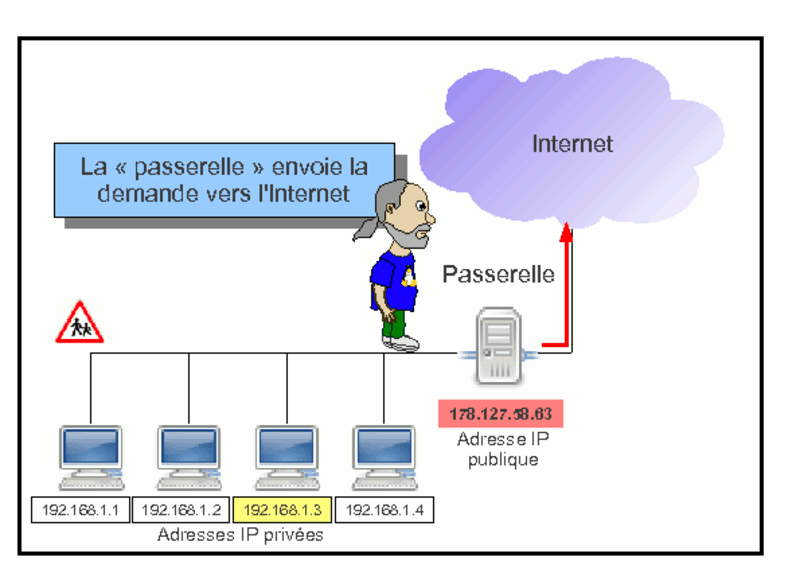 La « passerelle » envoie la
demande vers l'Internet
Internet
Passerelle
178.127.58.63
Adresse IP
publique
192.168.1.1
192.168.1.2
192.168.1.3
192.168.1.4
Adresses IP privées